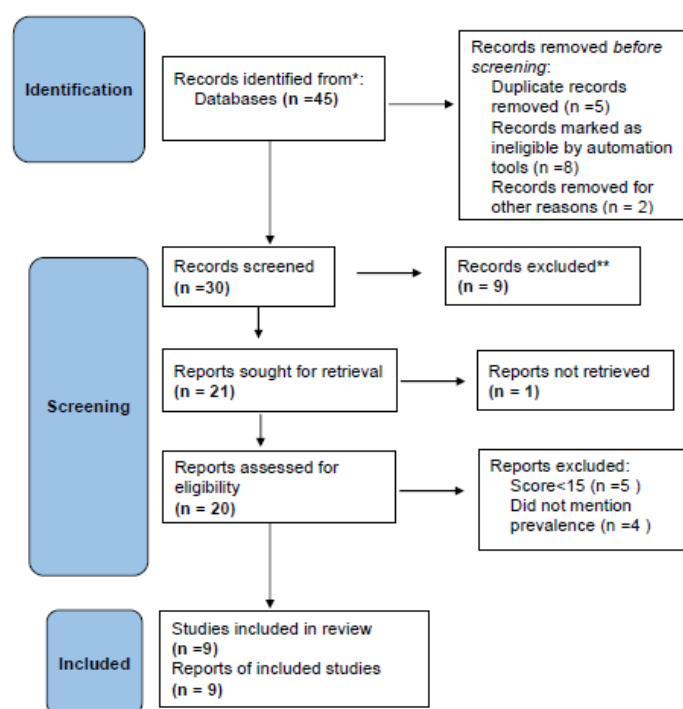 Identification
Records identified from*:
Databases (n =45)
Records removed before
screening:
Duplicate records
removed (n =5)
Records marked as
ineligible by automation
tools (n =8)
Records removed for
other reasons (n = 2)
Screening
Records screened
(n =30)
Records excluded**
(n = 9)
Reports sought for retrieval
(n = 21)
Reports not retrieved
(n = 1)
Reports assessed for
eligibility
(n = 20)
Reports excluded:
Score<15 (n =5 )
Did not mention
prevalence (n =4 )
Included
Studies included in review
(n =9)
Reports of included studies
(n = 9)